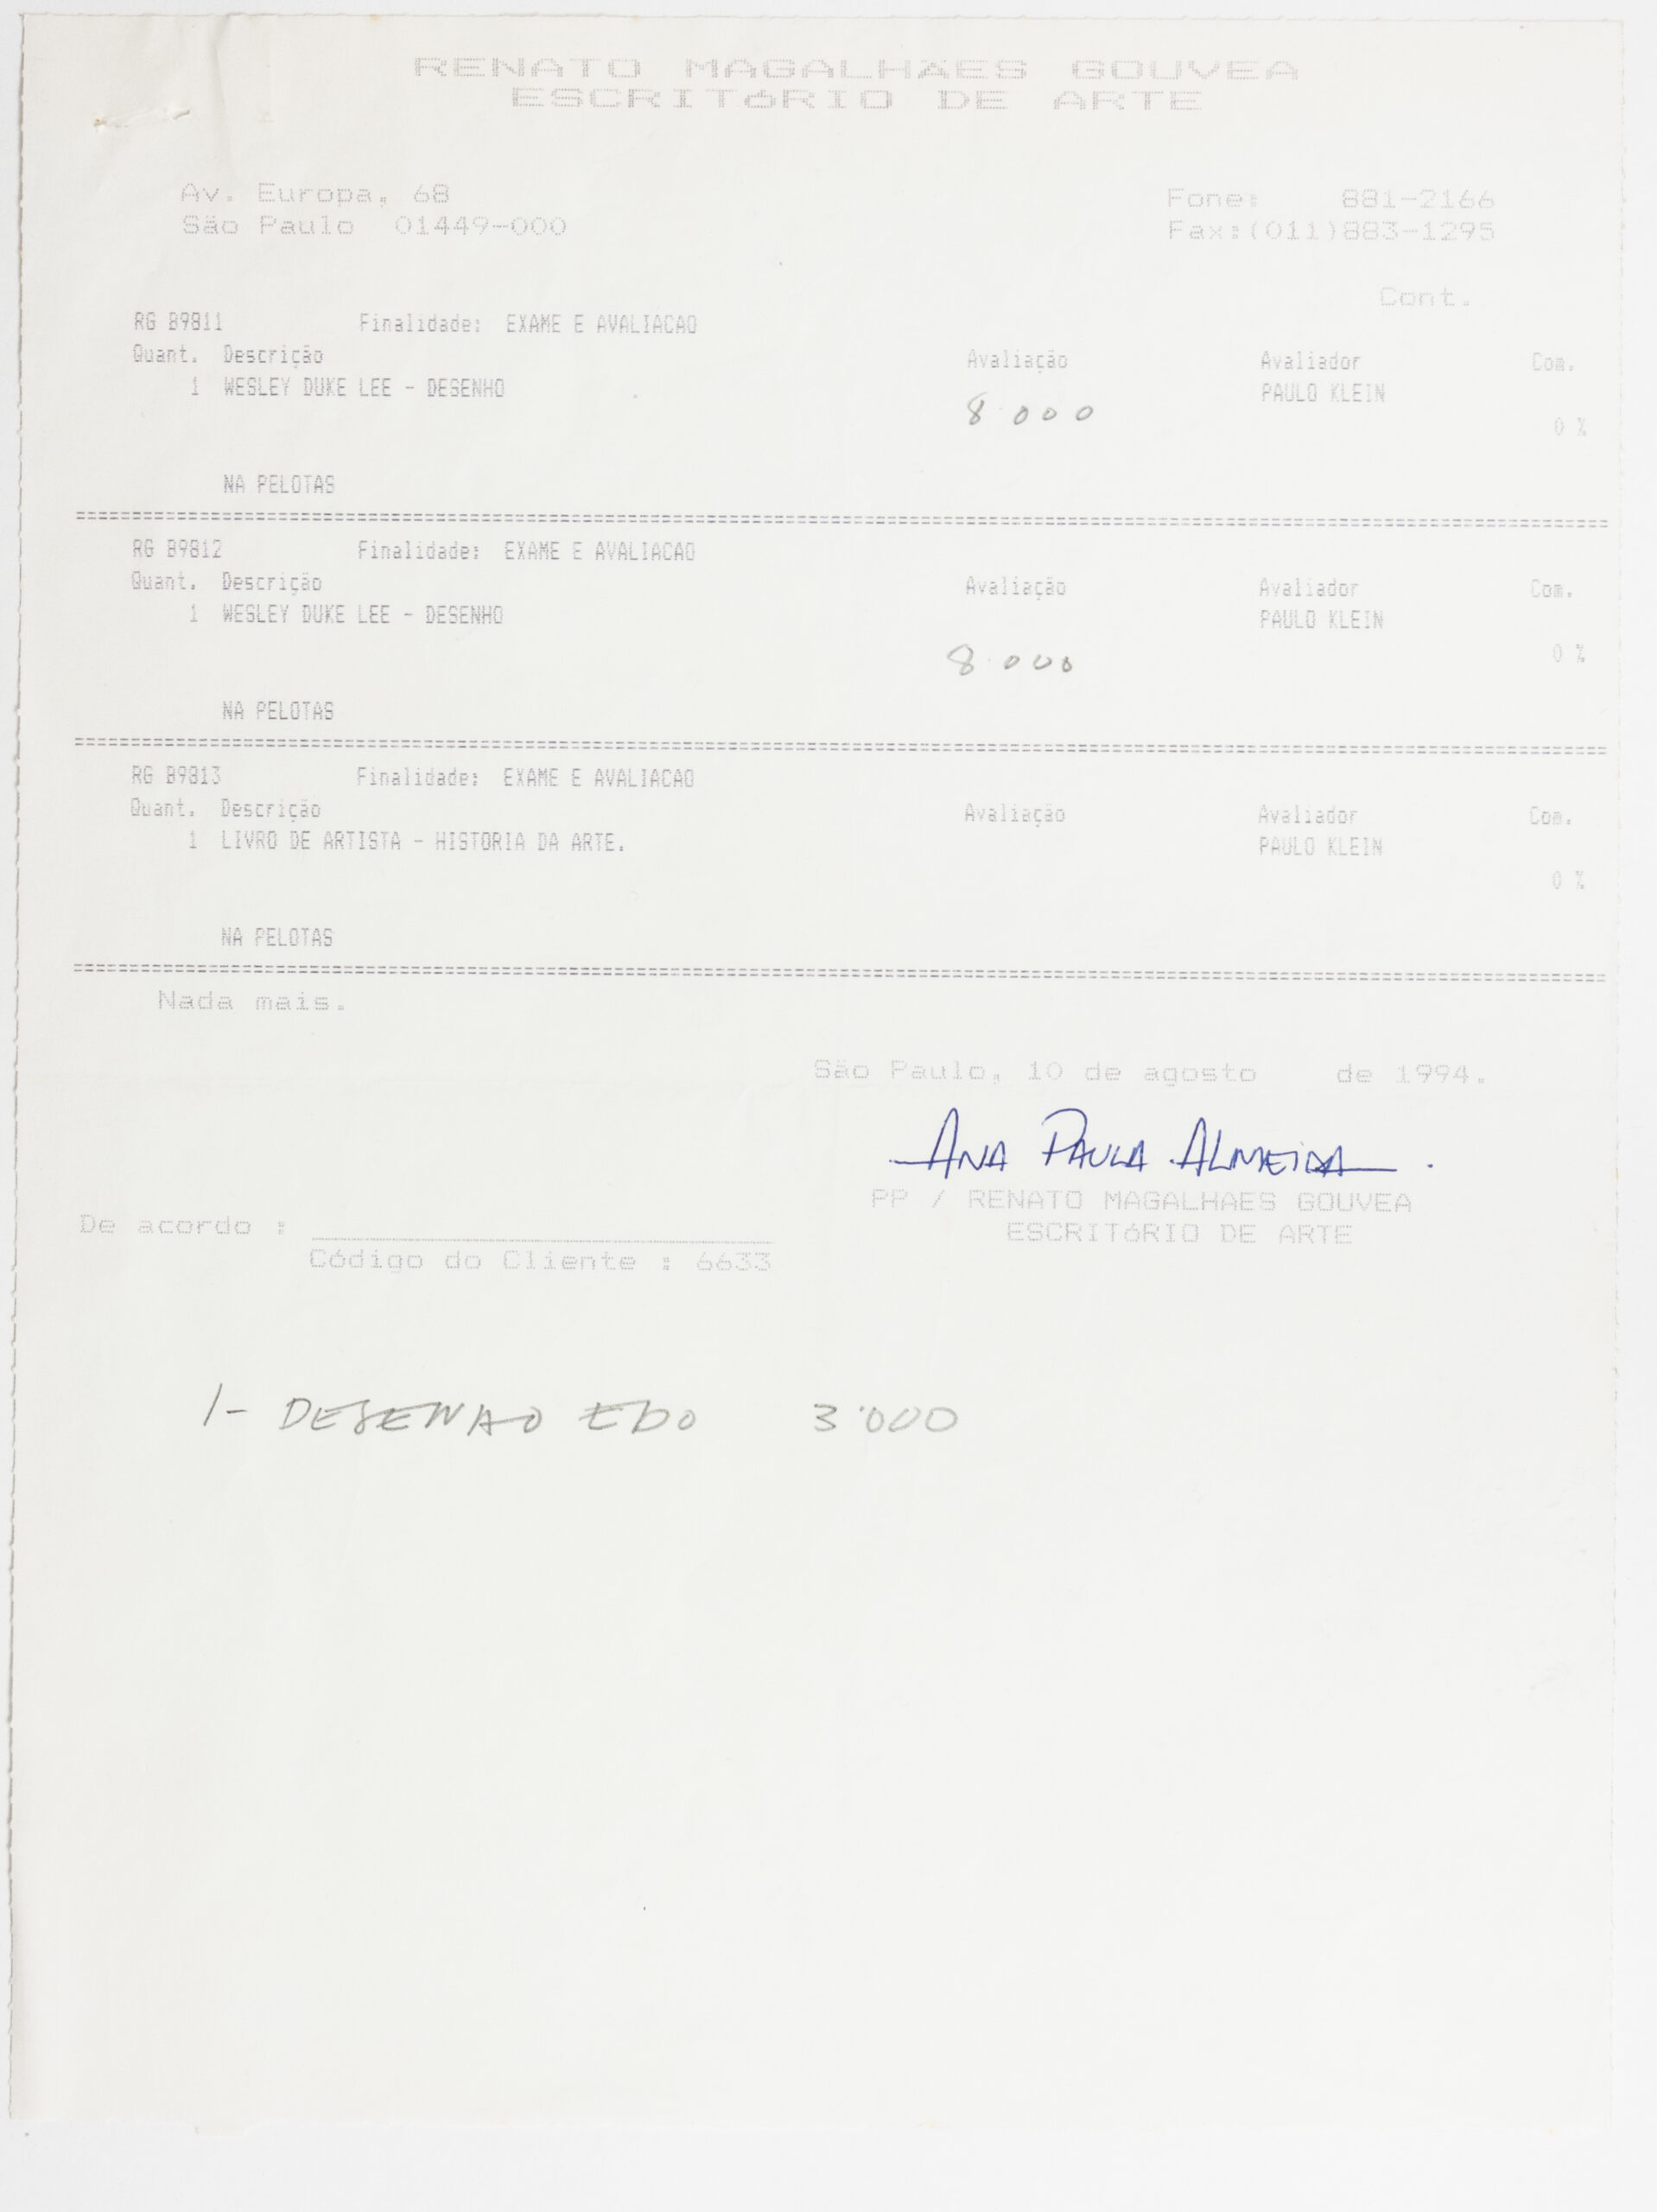 RENATO MAGALHÃES GOUVEA
ESCRITóRIO DE ARTE
Av. Europa, 68
São Paulo 01449-000
Fone: 881-2166
Fax:(011)883-1295
Cont.
RG B9811 Finalidade: EXAME E AVALIACAO
Quant. Descrição Avaliação Avaliador Com.
1 WESLEY DUKE LEE - DESENHO PAULO KLEIN
8.000
0 %
NA PELOTAS
RG B9812 Finalidade: EXAME E AVALIACAO
Quant. Descrição Avaliação Avaliador Com.
1 WESLEY DUKE LEE - DESENHO PAULO KLEIN
8.000
0 %
NA PELOTAS
RG B9813 Finalidade: EXAME E AVALIACAO
Quant. Descrição Avaliação Avaliador Com.
1 LIVRO DE ARTISTA - HISTORIA DA ARTE. PAULO KLEIN
0 %
NA PELOTAS
Nada mais.
São Paulo, 10 de agosto de 1994.
ANA PAULA ALMEIDA.
PP / RENATO MAGALHAES GOUVEA
ESCRITóRIO DE ARTE
De acordo :
Código do Cliente : 6633
1- DESENHO EDO 3.000